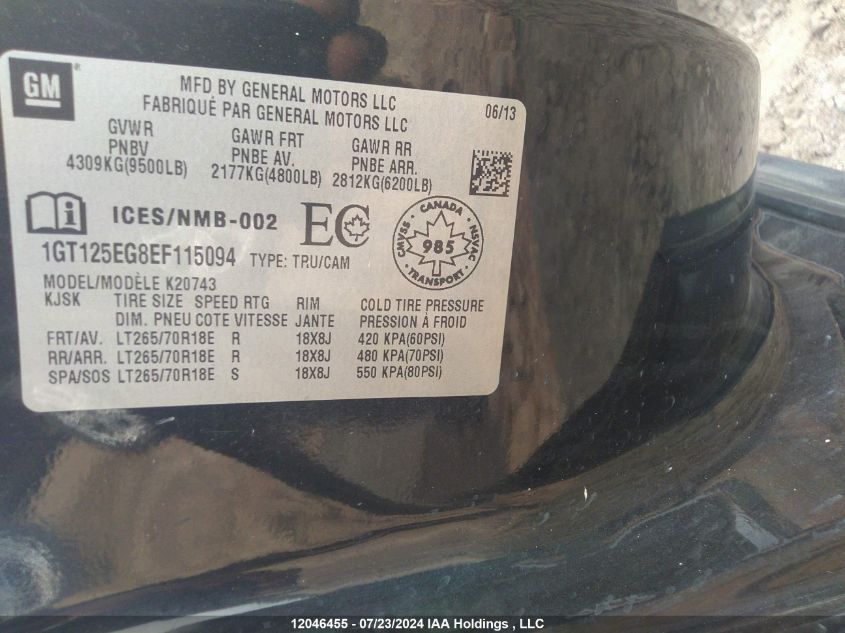 GM
MFD BY GENERAL MOTORS LLC
FABRIQUÉ PAR GENERAL MOTORS LLC
06/13
GVWR GAWR FRT GAWR RR
PNBV PNBE AV. PNBE ARR.
4309KG(9500LB) 2177KG(4800LB) 2812KG(6200LB)
ICES/NMB-002 EC
CANADA
CMVSS 985 NSVAC
TRANSPORT
1GT125EG8EF115094 TYPE: TRU/CAM
MODEL/MODÈLE K20743
KJSK TIRE SIZE SPEED RTG RIM COLD TIRE PRESSURE
DIM. PNEU COTE VITESSE JANTE PRESSION À FROID
FRT/AV. LT265/70R18E R 18X8J 420 KPA(60PSI)
RR/ARR. LT265/70R18E R 18X8J 480 KPA(70PSI)
SPA/SOS LT265/70R18E S 18X8J 550 KPA(80PSI)
12046455 - 07/23/2024 IAA Holdings , LLC